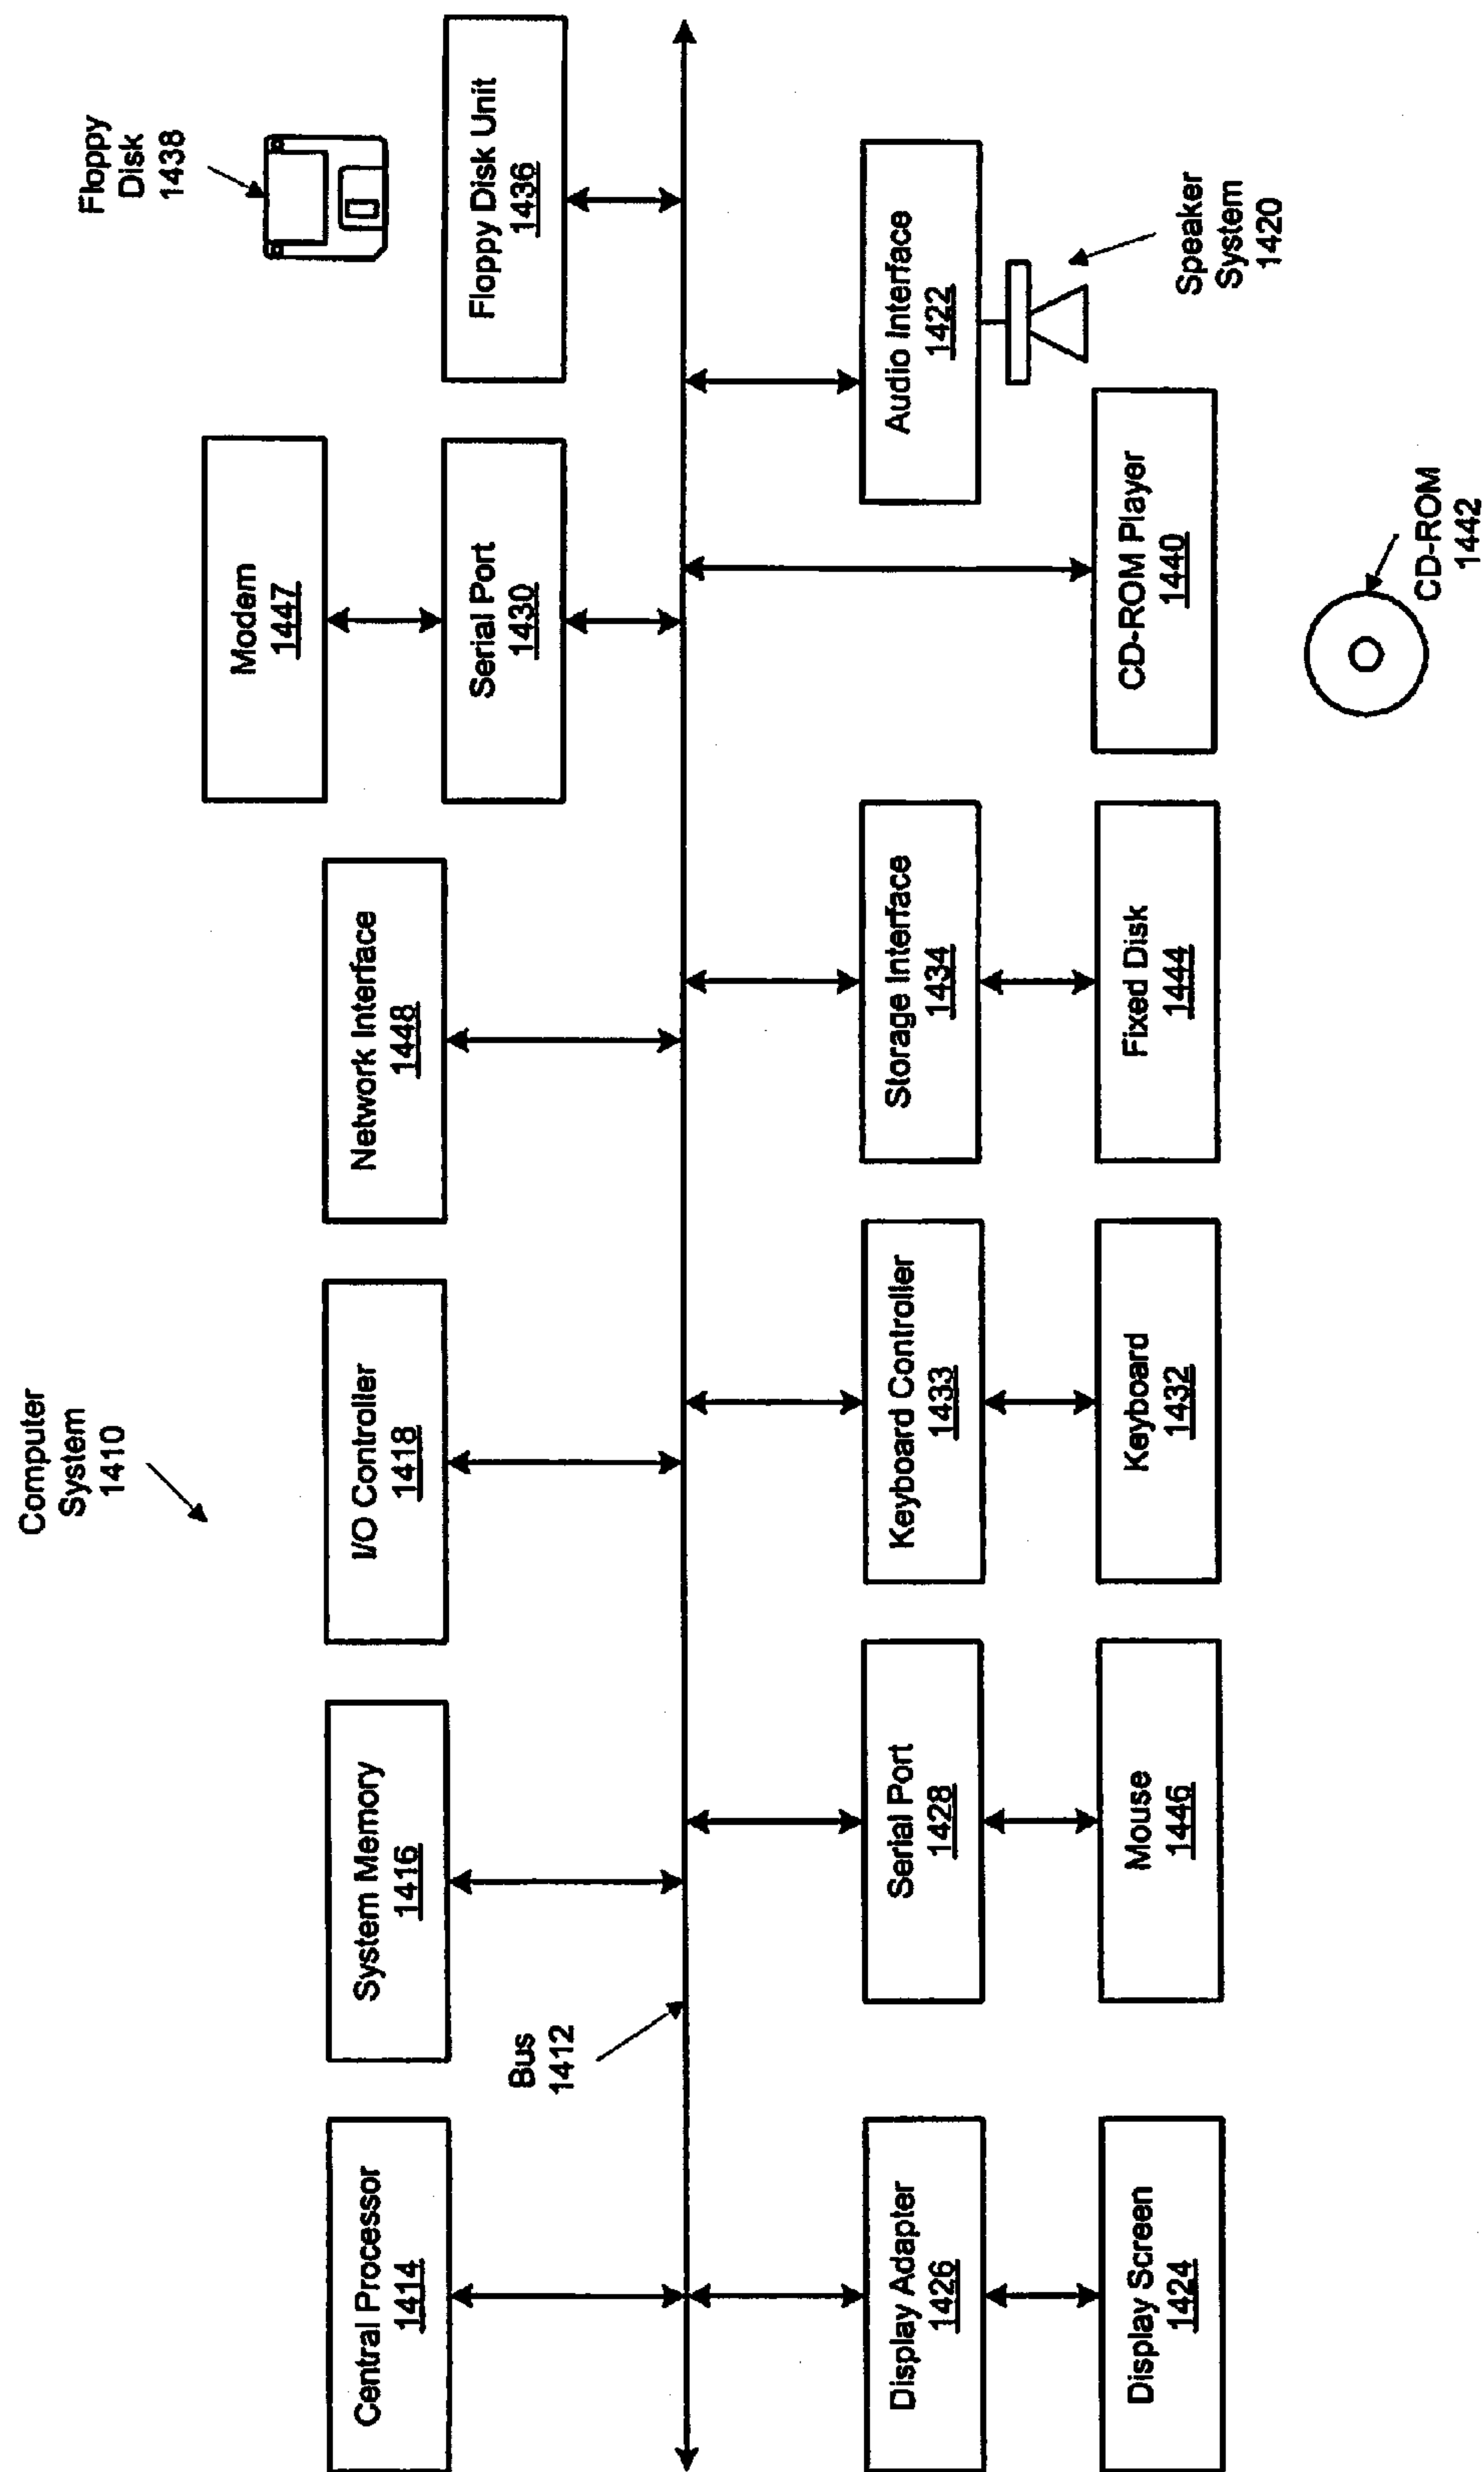 Computer
System
1410
Floppy
Disk
1438
Modem
1447
Central Processor
1414
System Memory
1416
I/O Controller
1418
Network Interface
1448
Serial Port
1430
Floppy Disk Unit
1436
Bus
1412
Display Adapter
1426
Serial Port
1428
Keyboard Controller
1433
Storage Interface
1434
Audio Interface
1422
Display Screen
1424
Mouse
1446
Keyboard
1432
Fixed Disk
1444
CD-ROM Player
1440
Speaker
System
1420
CD-ROM
1442